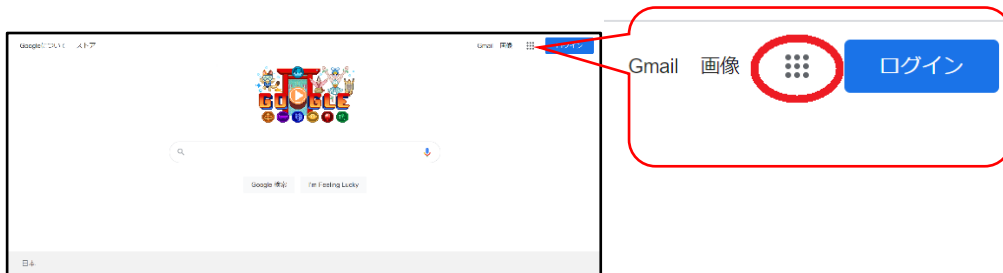 Googleについて ストア
Gmail 画像
ログイン
GOOGLE
Google 検索 I'm Feeling Lucky
日本
Gmail 画像 ログイン